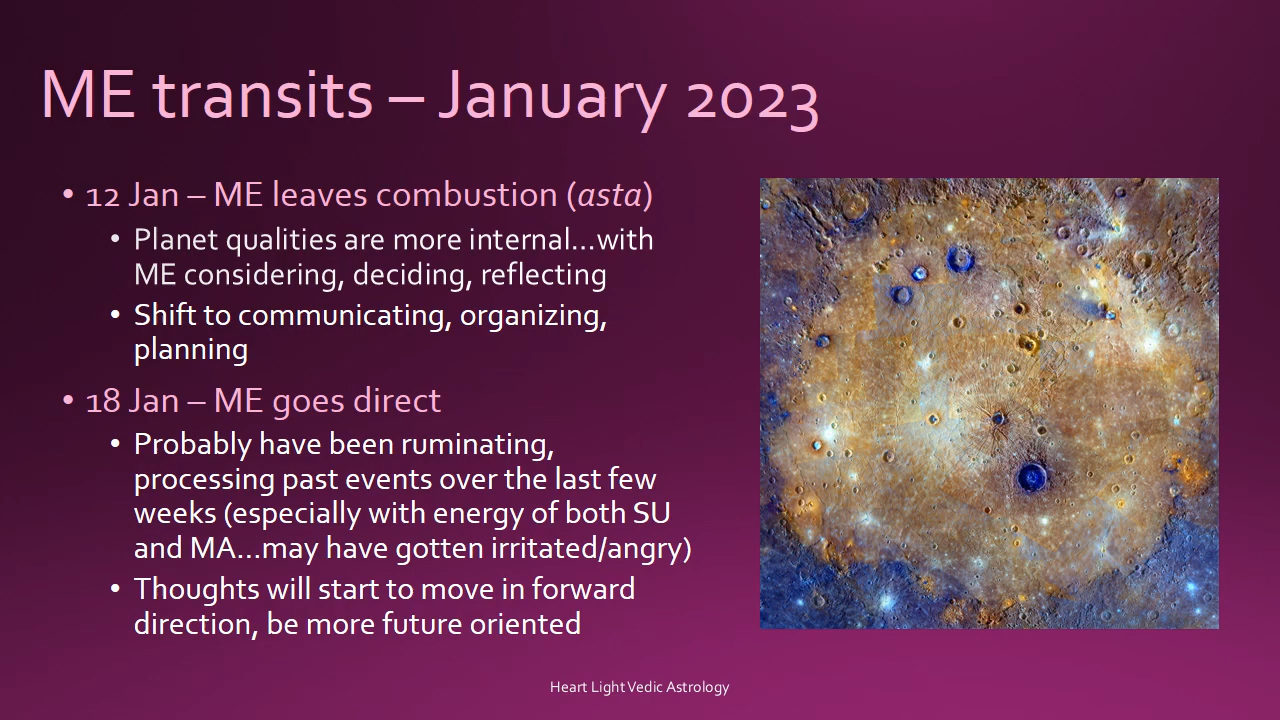 ME transits – January 2023
• 12 Jan – ME leaves combustion (asta)
• Planet qualities are more internal...with
ME considering, deciding, reflecting
• Shift to communicating, organizing,
planning
• 18 Jan – ME goes direct
• Probably have been ruminating,
processing past events over the last few
weeks (especially with energy of both SU
and MA...may have gotten irritated/angry)
• Thoughts will start to move in forward
direction, be more future oriented
Heart Light Vedic Astrology